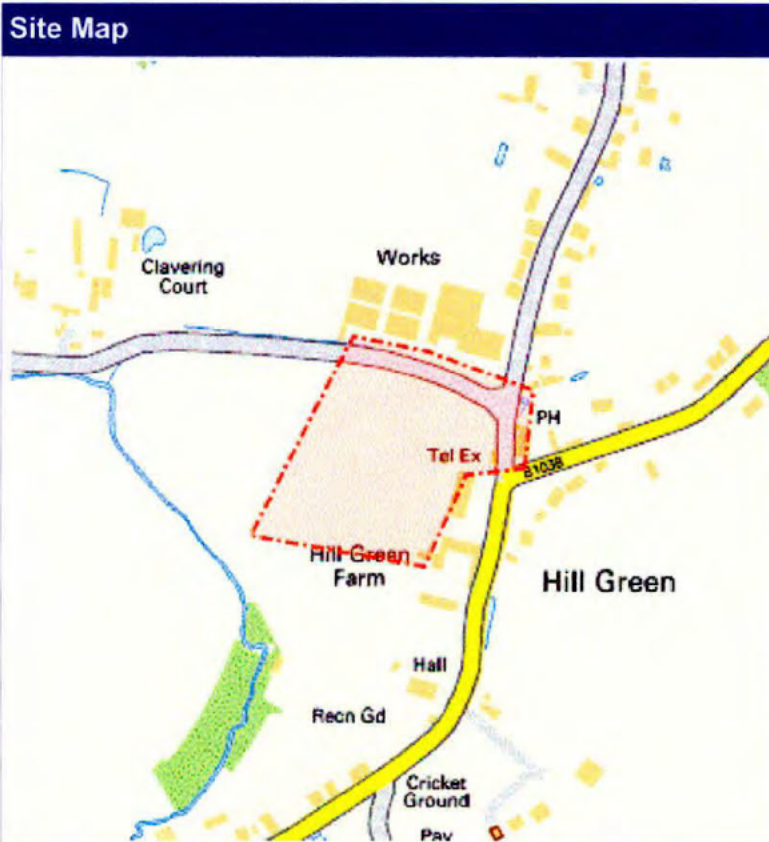 Site Map
Works
Clavering
Court
PH
Tel Ex
B1038
Hill Green
Farm
Hill Green
Hall
Recn Gd
Cricket
Ground
Pav